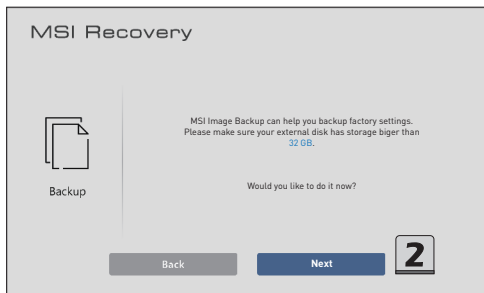 MSI Recovery
MSI Image Backup can help you backup factory settings.
Please make sure your external disk has storage biger than
32 GB.
Backup
Would you like to do it now?
Back
Next
2